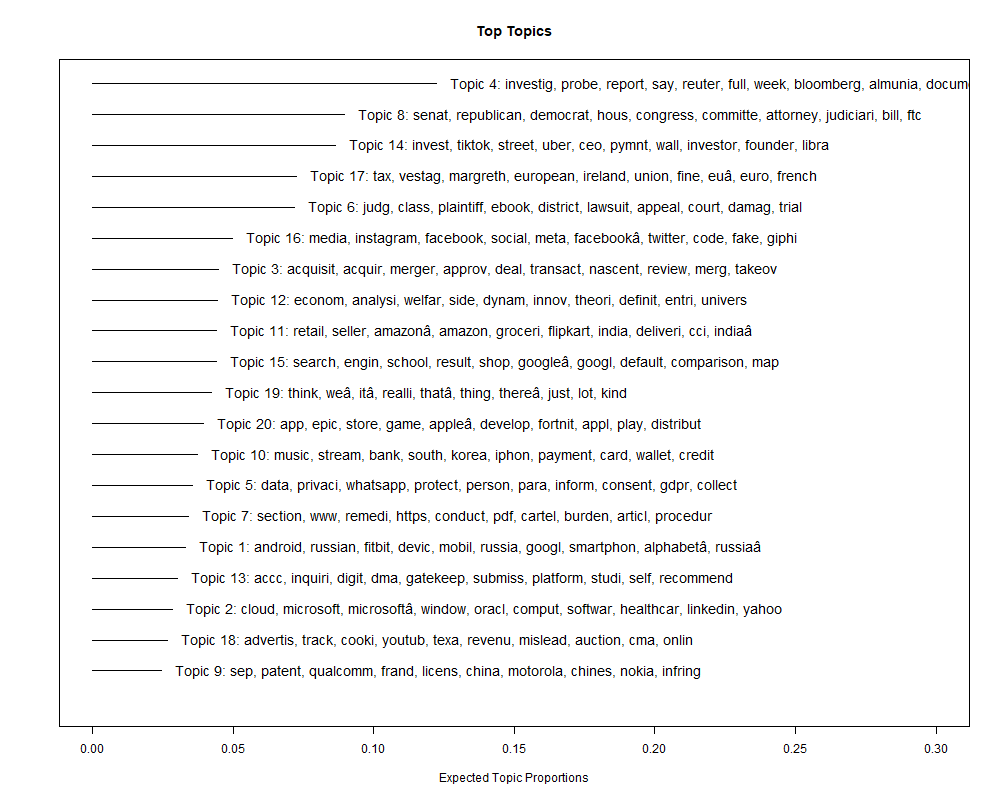 Top Topics
Topic 4: investig, probe, report, say, reuter, full, week, bloomberg, almunia, docum
Topic 8: senat, republican, democrat, hous, congress, committe, attorney, judiciari, bill, ftc
Topic 14: invest, tiktok, street, uber, ceo, pymnt, wall, investor, founder, libra
Topic 17: tax, vestag, margreth, european, ireland, union, fine, euâ, euro, french
Topic 6: judg, class, plaintiff, ebook, district, lawsuit, appeal, court, damag, trial
Topic 16: media, instagram, facebook, social, meta, facebookâ, twitter, code, fake, giphi
Topic 3: acquisit, acquir, merger, approv, deal, transact, nascent, review, merg, takeov
Topic 12: econom, analysi, welfar, side, dynam, innov, theori, definit, entri, univers
Topic 11: retail, seller, amazonâ, amazon, groceri, flipkart, india, deliveri, cci, indiaâ
Topic 15: search, engin, school, result, shop, googleâ, googl, default, comparison, map
Topic 19: think, weâ, itâ, realli, thatâ, thing, thereâ, just, lot, kind
Topic 20: app, epic, store, game, appleâ, develop, fortnit, appl, play, distribut
Topic 10: music, stream, bank, south, korea, iphon, payment, card, wallet, credit
Topic 5: data, privaci, whatsapp, protect, person, para, inform, consent, gdpr, collect
Topic 7: section, www, remedi, https, conduct, pdf, cartel, burden, articl, procedur
Topic 1: android, russian, fitbit, devic, mobil, russia, googl, smartphon, alphabetâ, russiaâ
Topic 13: accc, inquiri, digit, dma, gatekeep, submiss, platform, studi, self, recommend
Topic 2: cloud, microsoft, microsoftâ, window, oracl, comput, softwar, healthcar, linkedin, yahoo
Topic 18: advertis, track, cooki, youtub, texa, revenu, mislead, auction, cma, onlin
Topic 9: sep, patent, qualcomm, frand, licens, china, motorola, chines, nokia, infring
0.00 0.05 0.10 0.15 0.20 0.25 0.30
Expected Topic Proportions